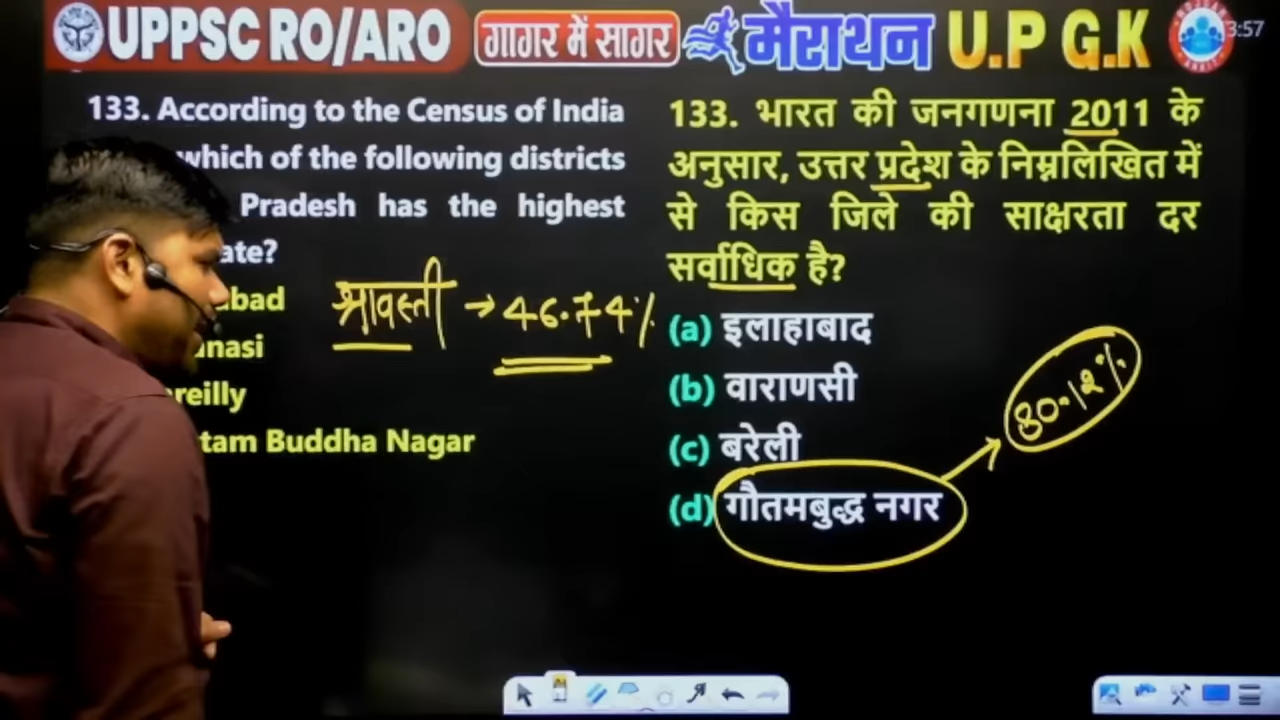 UPPSC RO/ARO गागर में सागर मैराथन U.P G.K
3:57
133. According to the Census of India
which of the following districts
Pradesh has the highest
ate?
bad
nasi
reilly
tam Buddha Nagar
श्रावस्ती → 46.74%
133. भारत की जनगणना 2011 के
अनुसार, उत्तर प्रदेश के निम्नलिखित में
से किस जिले की साक्षरता दर
सर्वाधिक है?
(a) इलाहाबाद
(b) वाराणसी
(c) बरेली
(d) गौतमबुद्ध नगर
80.12%